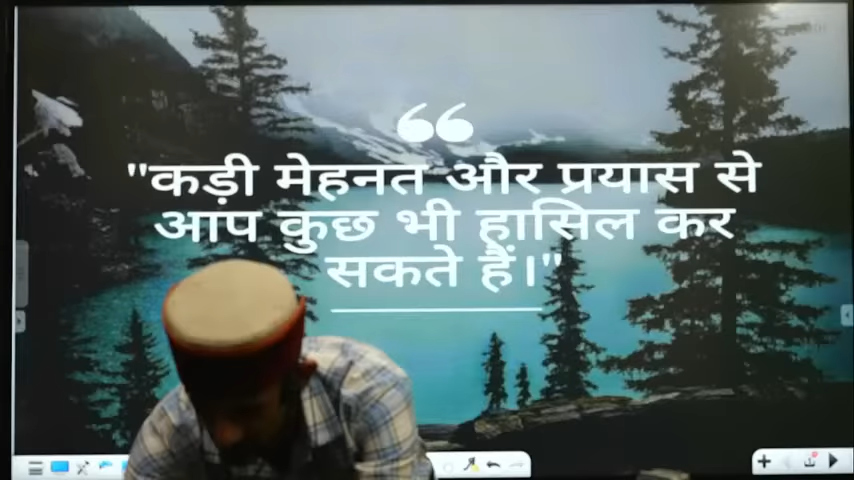 ❝
"कड़ी मेहनत और प्रयास से
आप कुछ भी हासिल कर
सकते हैं।"